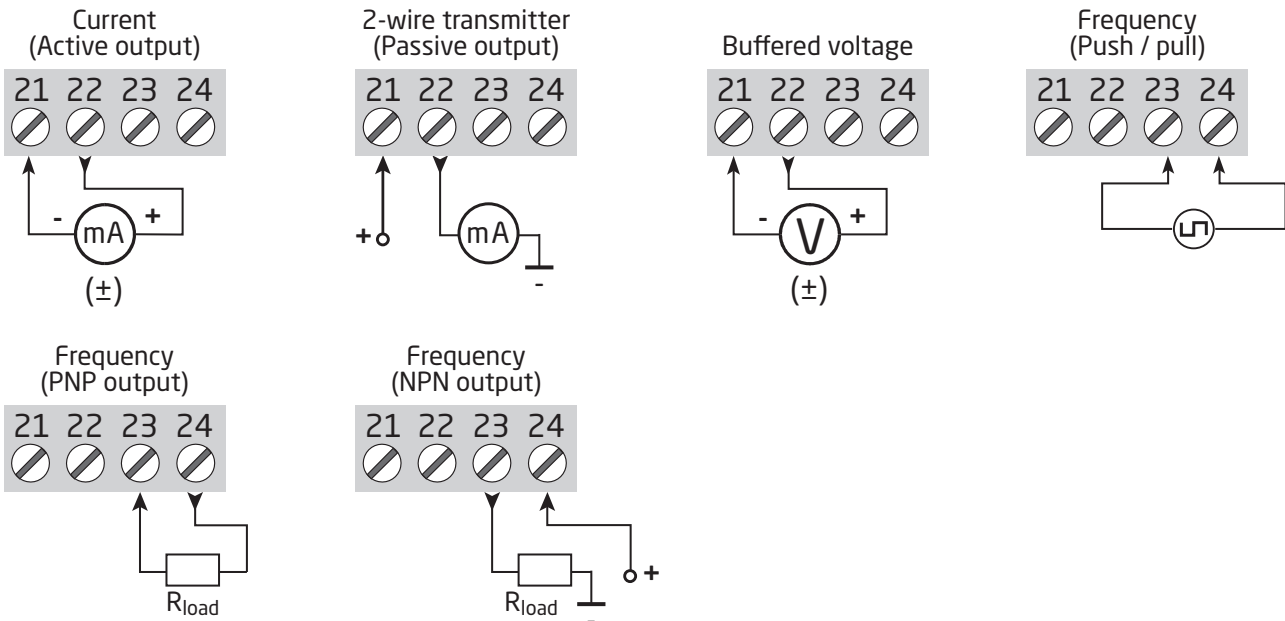 Current
(Active output)
21 22 23 24
- mA +
(±)
2-wire transmitter
(Passive output)
21 22 23 24
+ mA
-
Buffered voltage
21 22 23 24
- V +
(±)
Frequency
(Push / pull)
21 22 23 24
Frequency
(PNP output)
21 22 23 24
Rload
Frequency
(NPN output)
21 22 23 24
+
Rload
-